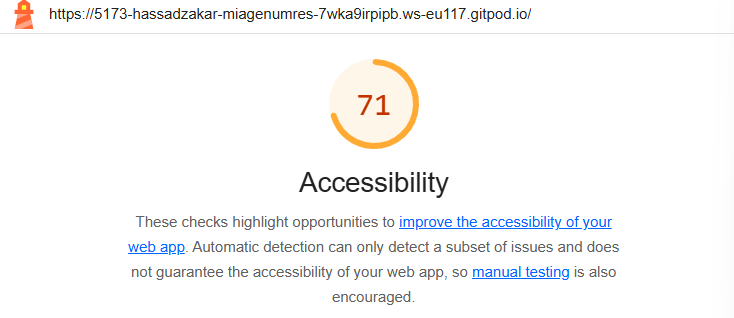 https://5173-hassadzakar-miagenumres-7wka9irpipb.ws-eu117.gitpod.io/
71
Accessibility
These checks highlight opportunities to improve the accessibility of your
web app. Automatic detection can only detect a subset of issues and does
not guarantee the accessibility of your web app, so manual testing is also
encouraged.